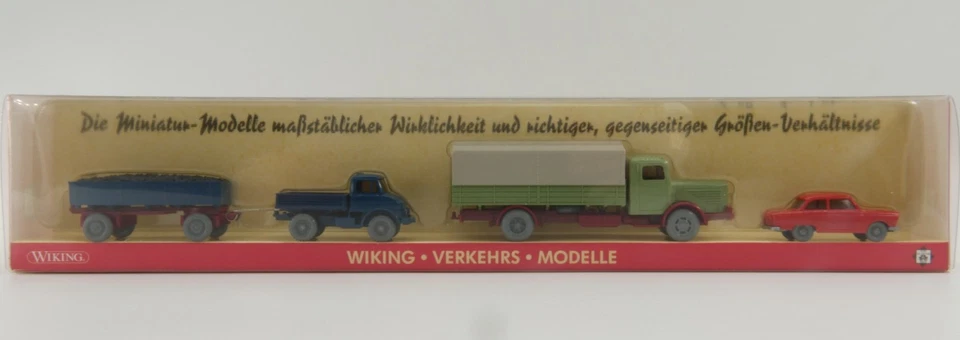 Die Miniatur-Modelle maßstäblicher Wirklichkeit und richtiger, gegenseitiger Größen-Verhältnisse
WIKING
WIKING • VERKEHRS • MODELLE